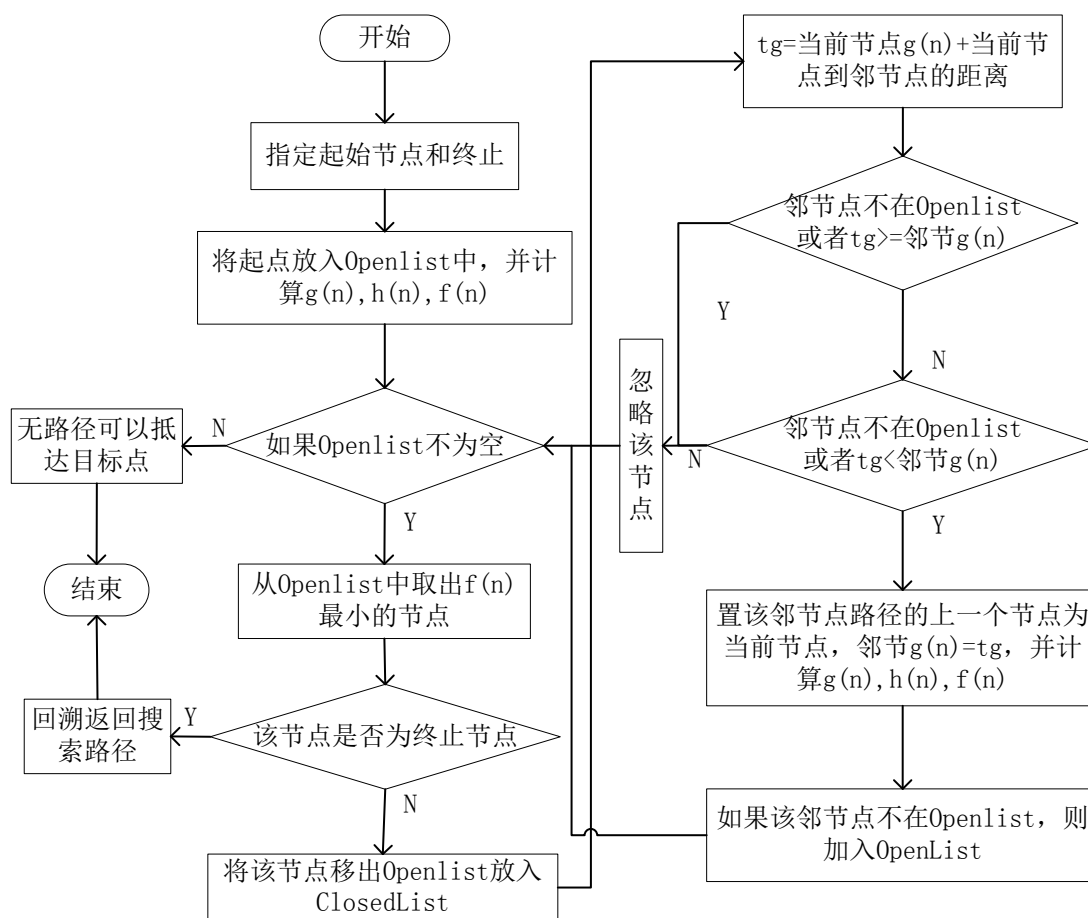 开始
指定起始节点和终止
将起点放入Openlist中，并计
算g(n),h(n),f(n)
如果Openlist不为空
N
无路径可以抵
达目标点
结束
Y
从Openlist中取出f(n)
最小的节点
该节点是否为终止节点
Y
回溯返回搜
索路径
N
将该节点移出Openlist放入
ClosedList
tg=当前节点g(n)+当前节
点到邻节点的距离
邻节点不在Openlist
或者tg>=邻节g(n)
Y
N
忽
略
该
节
点
邻节点不在Openlist
或者tg<邻节g(n)
N
Y
置该邻节点路径的上一个节点为
当前节点，邻节g(n)=tg，并计
算g(n),h(n),f(n)
如果该邻节点不在Openlist，则
加入OpenList